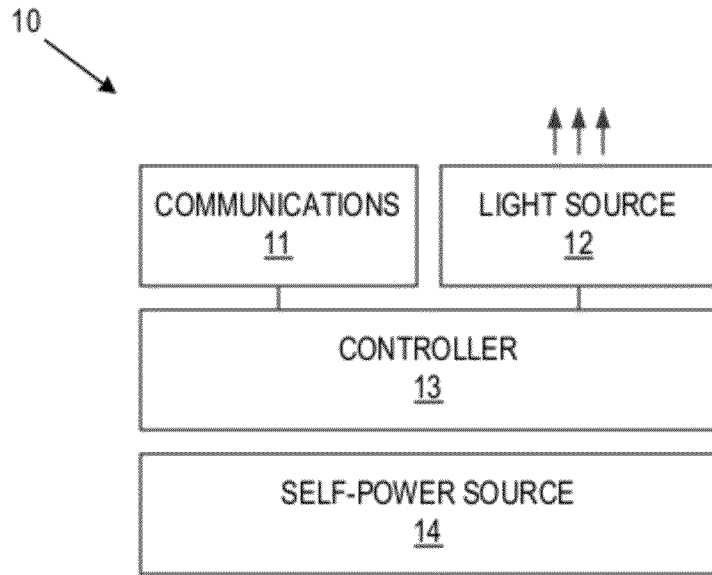 10
COMMUNICATIONS
11
LIGHT SOURCE
12
CONTROLLER
13
SELF-POWER SOURCE
14